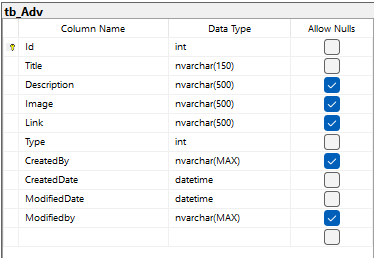 tb_Adv
Column Name Data Type Allow Nulls
Id int
Title nvarchar(150)
Description nvarchar(500)
Image nvarchar(500)
Link nvarchar(500)
Type int
CreatedBy nvarchar(MAX)
CreatedDate datetime
ModifiedDate datetime
Modifiedby nvarchar(MAX)